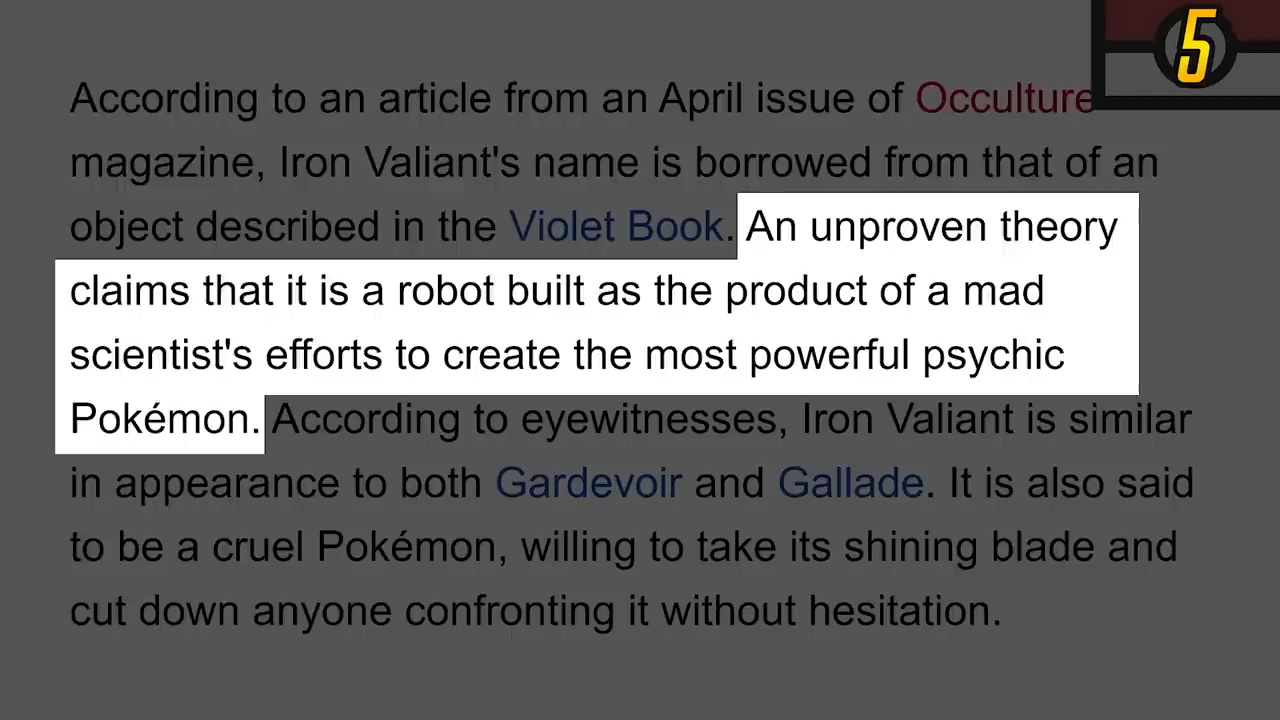 5
According to an article from an April issue of Occulture
magazine, Iron Valiant's name is borrowed from that of an
object described in the Violet Book. An unproven theory
claims that it is a robot built as the product of a mad
scientist's efforts to create the most powerful psychic
Pokémon. According to eyewitnesses, Iron Valiant is similar
in appearance to both Gardevoir and Gallade. It is also said
to be a cruel Pokémon, willing to take its shining blade and
cut down anyone confronting it without hesitation.